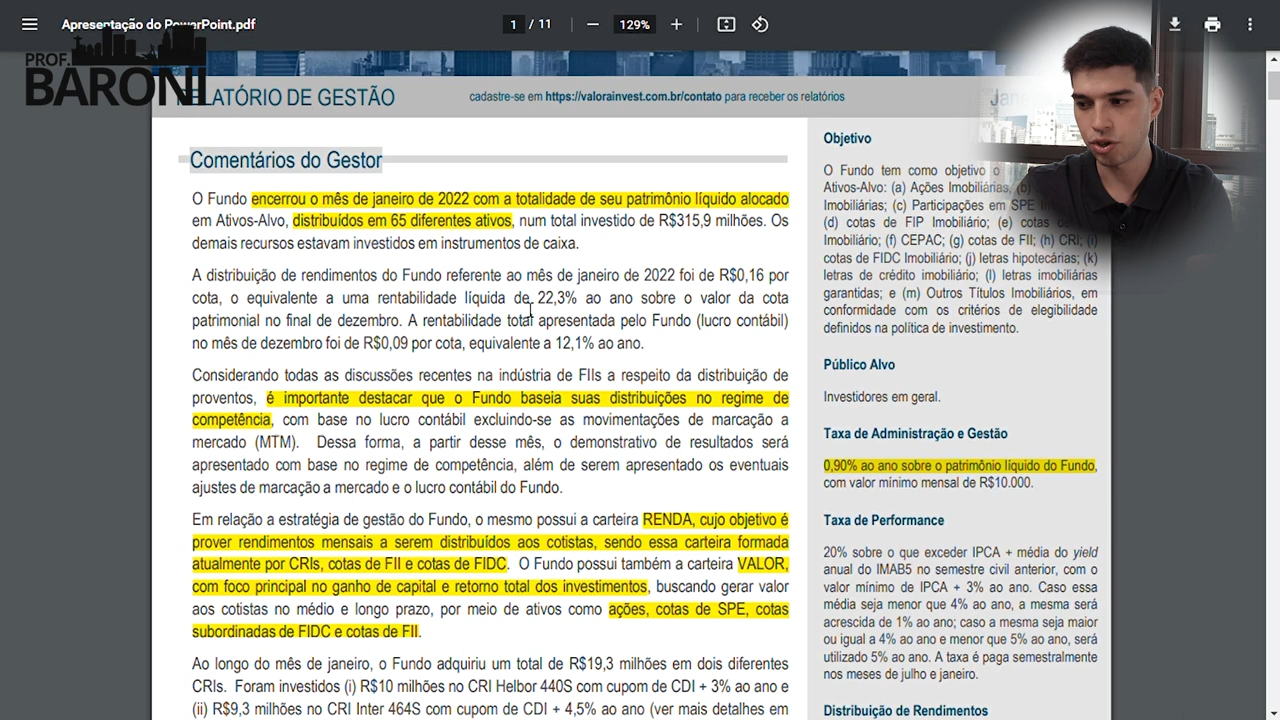 Apresentação do PowerPoint.pdf
1 / 11
129%
PROF.
BARONI
RELATÓRIO DE GESTÃO
cadastre-se em https://valorainvest.com.br/contato para receber os relatórios
Comentários do Gestor
O Fundo encerrou o mês de janeiro de 2022 com a totalidade de seu patrimônio líquido alocado
em Ativos-Alvo, distribuídos em 65 diferentes ativos, num total investido de R$315,9 milhões. Os
demais recursos estavam investidos em instrumentos de caixa.
A distribuição de rendimentos do Fundo referente ao mês de janeiro de 2022 foi de R$0,16 por
cota, o equivalente a uma rentabilidade líquida de 22,3% ao ano sobre o valor da cota
patrimonial no final de dezembro. A rentabilidade total apresentada pelo Fundo (lucro contábil)
no mês de dezembro foi de R$0,09 por cota, equivalente a 12,1% ao ano.
Considerando todas as discussões recentes na indústria de FIIs a respeito da distribuição de
proventos, é importante destacar que o Fundo baseia suas distribuições no regime de
competência, com base no lucro contábil excluindo-se as movimentações de marcação a
mercado (MTM). Dessa forma, a partir desse mês, o demonstrativo de resultados será
apresentado com base no regime de competência, além de serem apresentado os eventuais
ajustes de marcação a mercado e o lucro contábil do Fundo.
Em relação a estratégia de gestão do Fundo, o mesmo possui a carteira RENDA, cujo objetivo é
prover rendimentos mensais a serem distribuídos aos cotistas, sendo essa carteira formada
atualmente por CRIs, cotas de FII e cotas de FIDC. O Fundo possui também a carteira VALOR,
com foco principal no ganho de capital e retorno total dos investimentos, buscando gerar valor
aos cotistas no médio e longo prazo, por meio de ativos como ações, cotas de SPE, cotas
subordinadas de FIDC e cotas de FII.
Ao longo do mês de janeiro, o Fundo adquiriu um total de R$19,3 milhões em dois diferentes
CRIs. Foram investidos (i) R$10 milhões no CRI Helbor 440S com cupom de CDI + 3% ao ano e
(ii) R$9,3 milhões no CRI Inter 464S com cupom de CDI + 4,5% ao ano (ver mais detalhes em
Objetivo
O Fundo tem como objetivo o
Ativos-Alvo: (a) Ações Imobiliárias, (b)
Imobiliárias; (c) Participações em SPE
(d) cotas de FIP Imobiliário; (e) cotas
Imobiliário; (f) CEPAC; (g) cotas de FII; (h) CRI; (i)
cotas de FIDC Imobiliário; (j) letras hipotecárias; (k)
letras de crédito imobiliário; (l) letras imobiliárias
garantidas; e (m) Outros Títulos Imobiliários, em
conformidade com os critérios de elegibilidade
definidos na política de investimento.
Público Alvo
Investidores em geral.
Taxa de Administração e Gestão
0,90% ao ano sobre o patrimônio líquido do Fundo,
com valor mínimo mensal de R$10.000.
Taxa de Performance
20% sobre o que exceder IPCA + média do yield
anual do IMAB5 no semestre civil anterior, com o
valor mínimo de IPCA + 3% ao ano. Caso essa
média seja menor que 4% ao ano, a mesma será
acrescida de 1% ao ano; caso a mesma seja maior
ou igual a 4% ao ano e menor que 5% ao ano, será
utilizado 5% ao ano. A taxa é paga semestralmente
nos meses de julho e janeiro.
Distribuição de Rendimentos